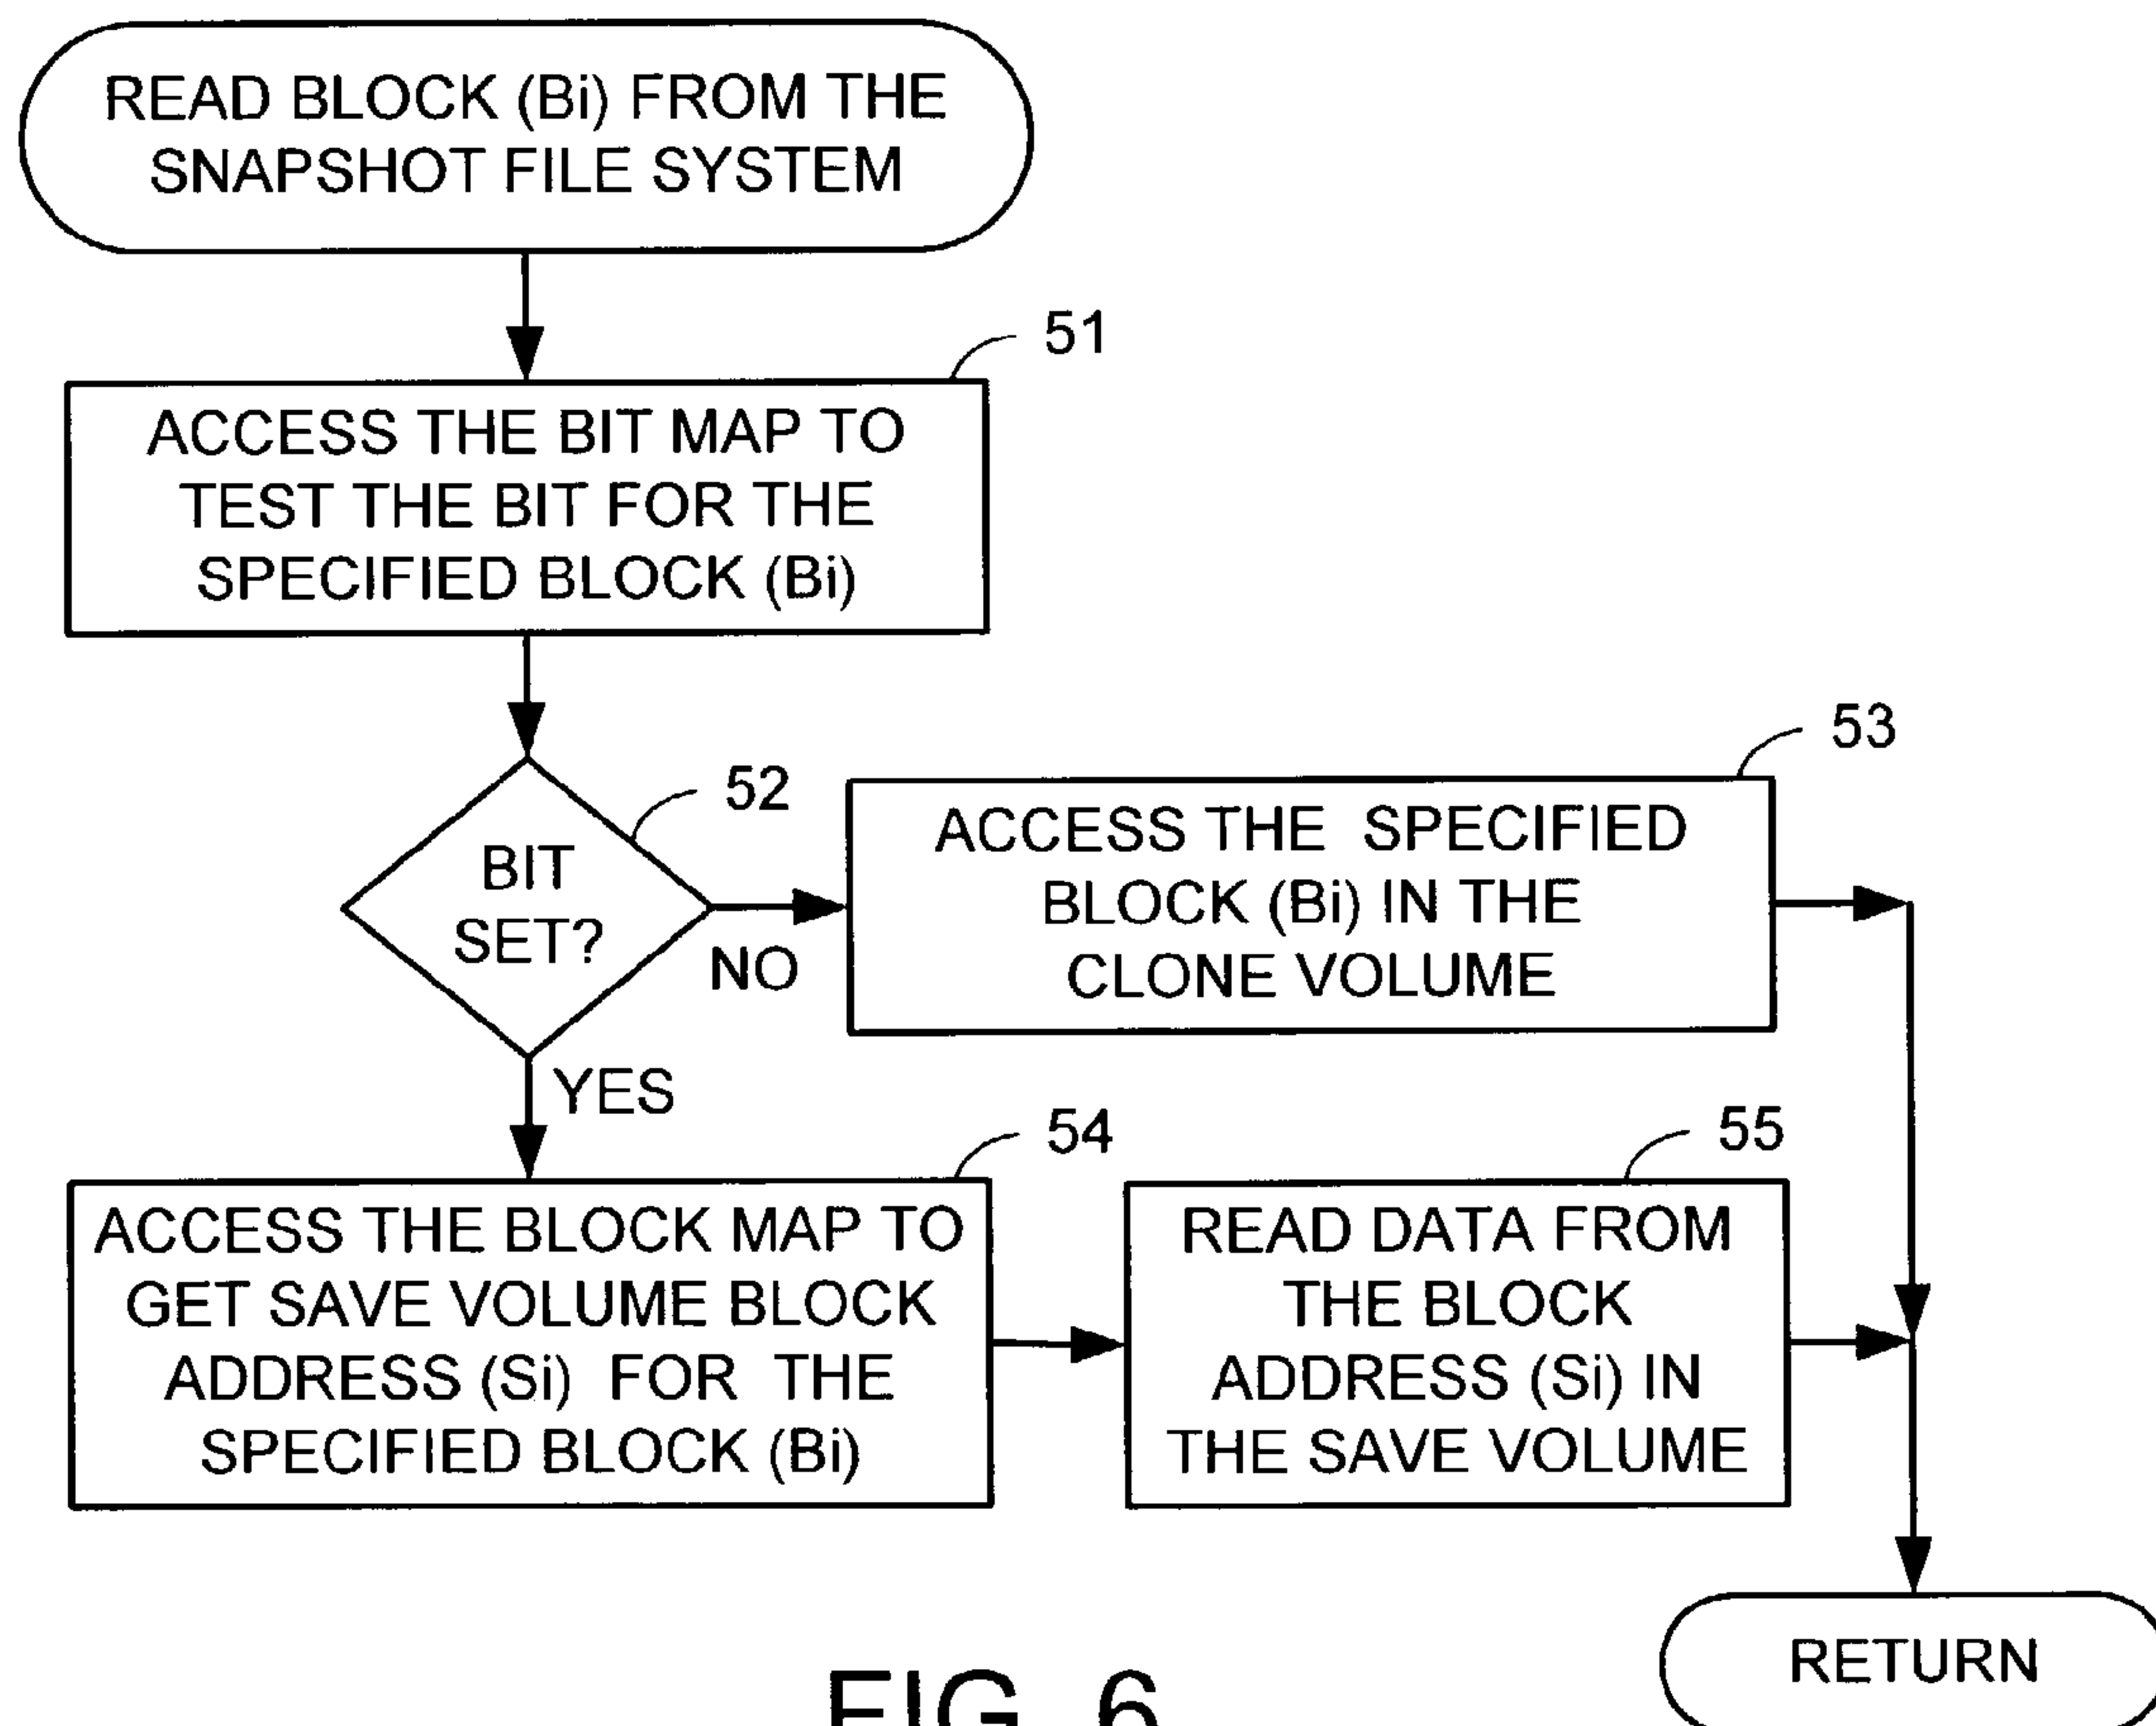 READ BLOCK (Bi) FROM THE
SNAPSHOT FILE SYSTEM
51
ACCESS THE BIT MAP TO
TEST THE BIT FOR THE
SPECIFIED BLOCK (Bi)
52
BIT
SET?
NO
YES
53
ACCESS THE SPECIFIED
BLOCK (Bi) IN THE
CLONE VOLUME
54
ACCESS THE BLOCK MAP TO
GET SAVE VOLUME BLOCK
ADDRESS (Si) FOR THE
SPECIFIED BLOCK (Bi)
55
READ DATA FROM
THE BLOCK
ADDRESS (Si) IN
THE SAVE VOLUME
RETURN
FIG. 6